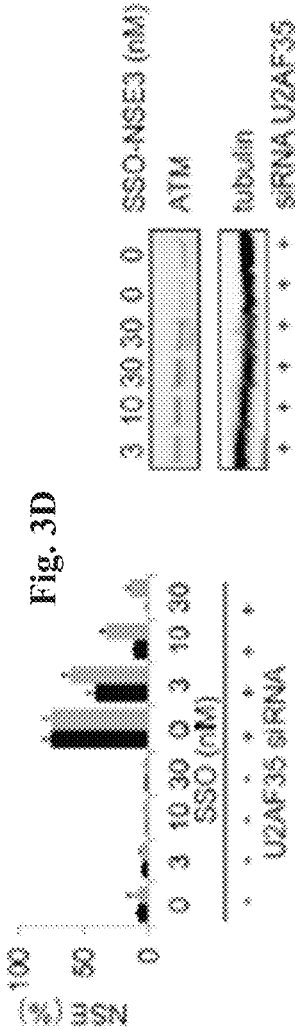 Fig. 3D
NSE3 (%)
100
50
0
0 3 10 30 0 3 10 30
SSO (nM)
U2AF35 siRNA
3 10 30 30 0 0 SSO-NSE3 (nM)
ATM
tubulin
+ + + + + + siRNA U2AF35